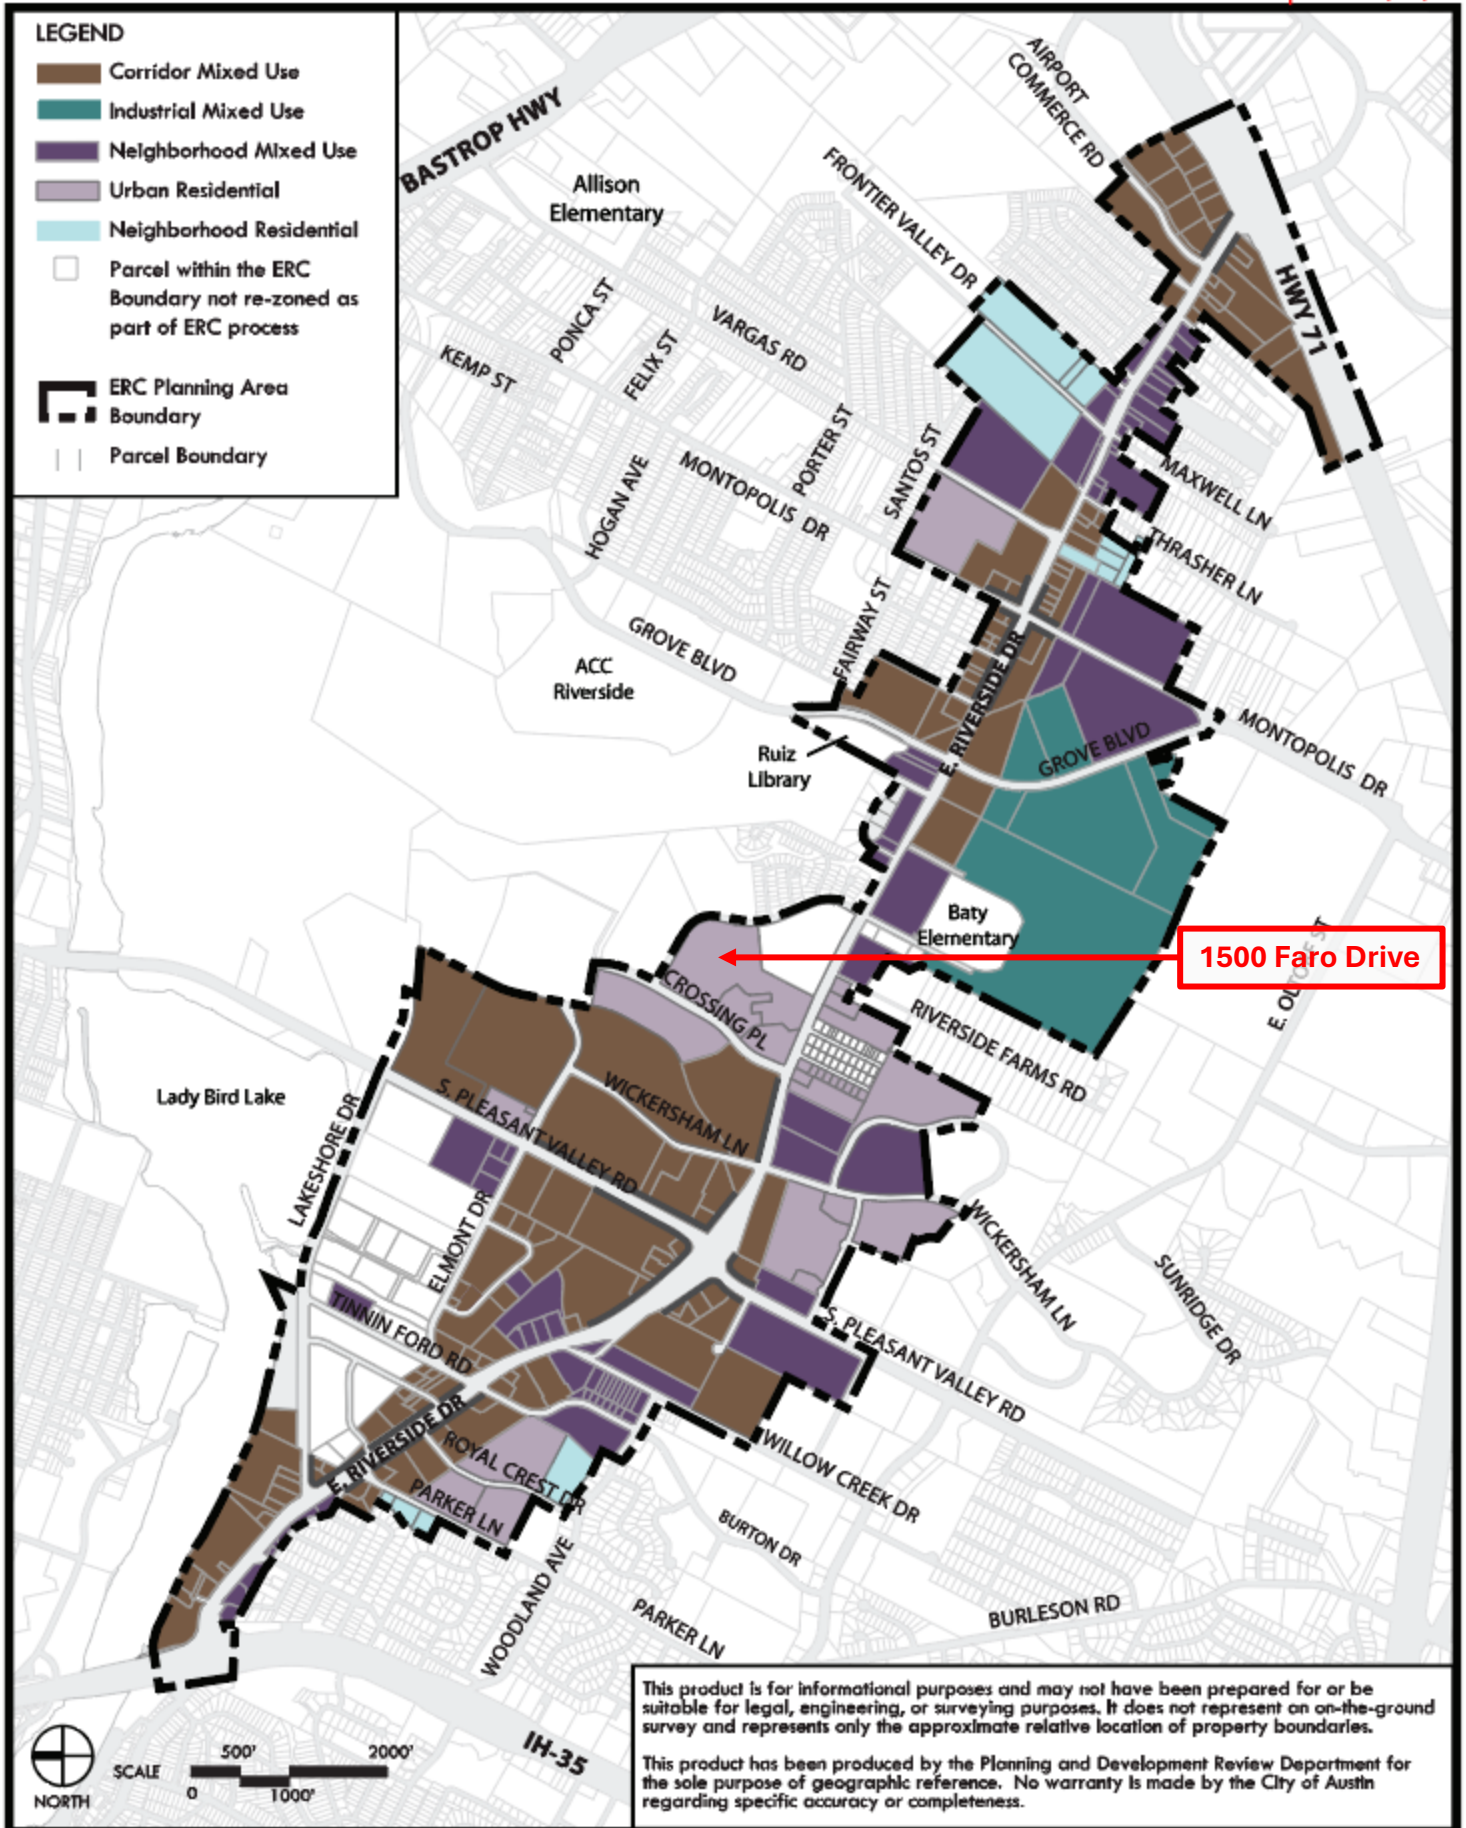 LEGEND
Corridor Mixed Use
Industrial Mixed Use
Neighborhood Mixed Use
Urban Residential
Neighborhood Residential
Parcel within the ERC
Boundary not re-zoned as
part of ERC process
ERC Planning Area
Boundary
Parcel Boundary
BASTROP HWY
AIRPORT
COMMERCE RD
Allison
Elementary
FRONTIER VALLEY DR
HWY 71
PONCA ST
VARGAS RD
KEMP ST
FELIX ST
PORTER ST
SANTOS ST
MAXWELL LN
HOGAN AVE
MONTOPOLIS DR
THRASHER LN
FAIRWAY ST
GROVE BLVD
ACC
Riverside
E. RIVERSIDE DR
Ruiz
Library
GROVE BLVD
MONTOPOLIS DR
Baty
Elementary
1500 Faro Drive
E. OLTORF ST
CROSSING PL
RIVERSIDE FARMS RD
Lady Bird Lake
LAKESHORE DR
S. PLEASANT VALLEY RD
WICKERSHAM LN
ELMONT DR
WICKERSHAM LN
SUNRIDGE DR
TINNIN FORD RD
S. PLEASANT VALLEY RD
E. RIVERSIDE DR
ROYAL CREST DR
PARKER LN
WILLOW CREEK DR
BURTON DR
WOODLAND AVE
PARKER LN
BURLESON RD
IH-35
NORTH
SCALE
500'
2000'
0
1000'
This product is for informational purposes and may not have been prepared for or be
suitable for legal, engineering, or surveying purposes. It does not represent an on-the-ground
survey and represents only the approximate relative location of property boundaries.
This product has been produced by the Planning and Development Review Department for
the sole purpose of geographic reference. No warranty is made by the City of Austin
regarding specific accuracy or completeness.